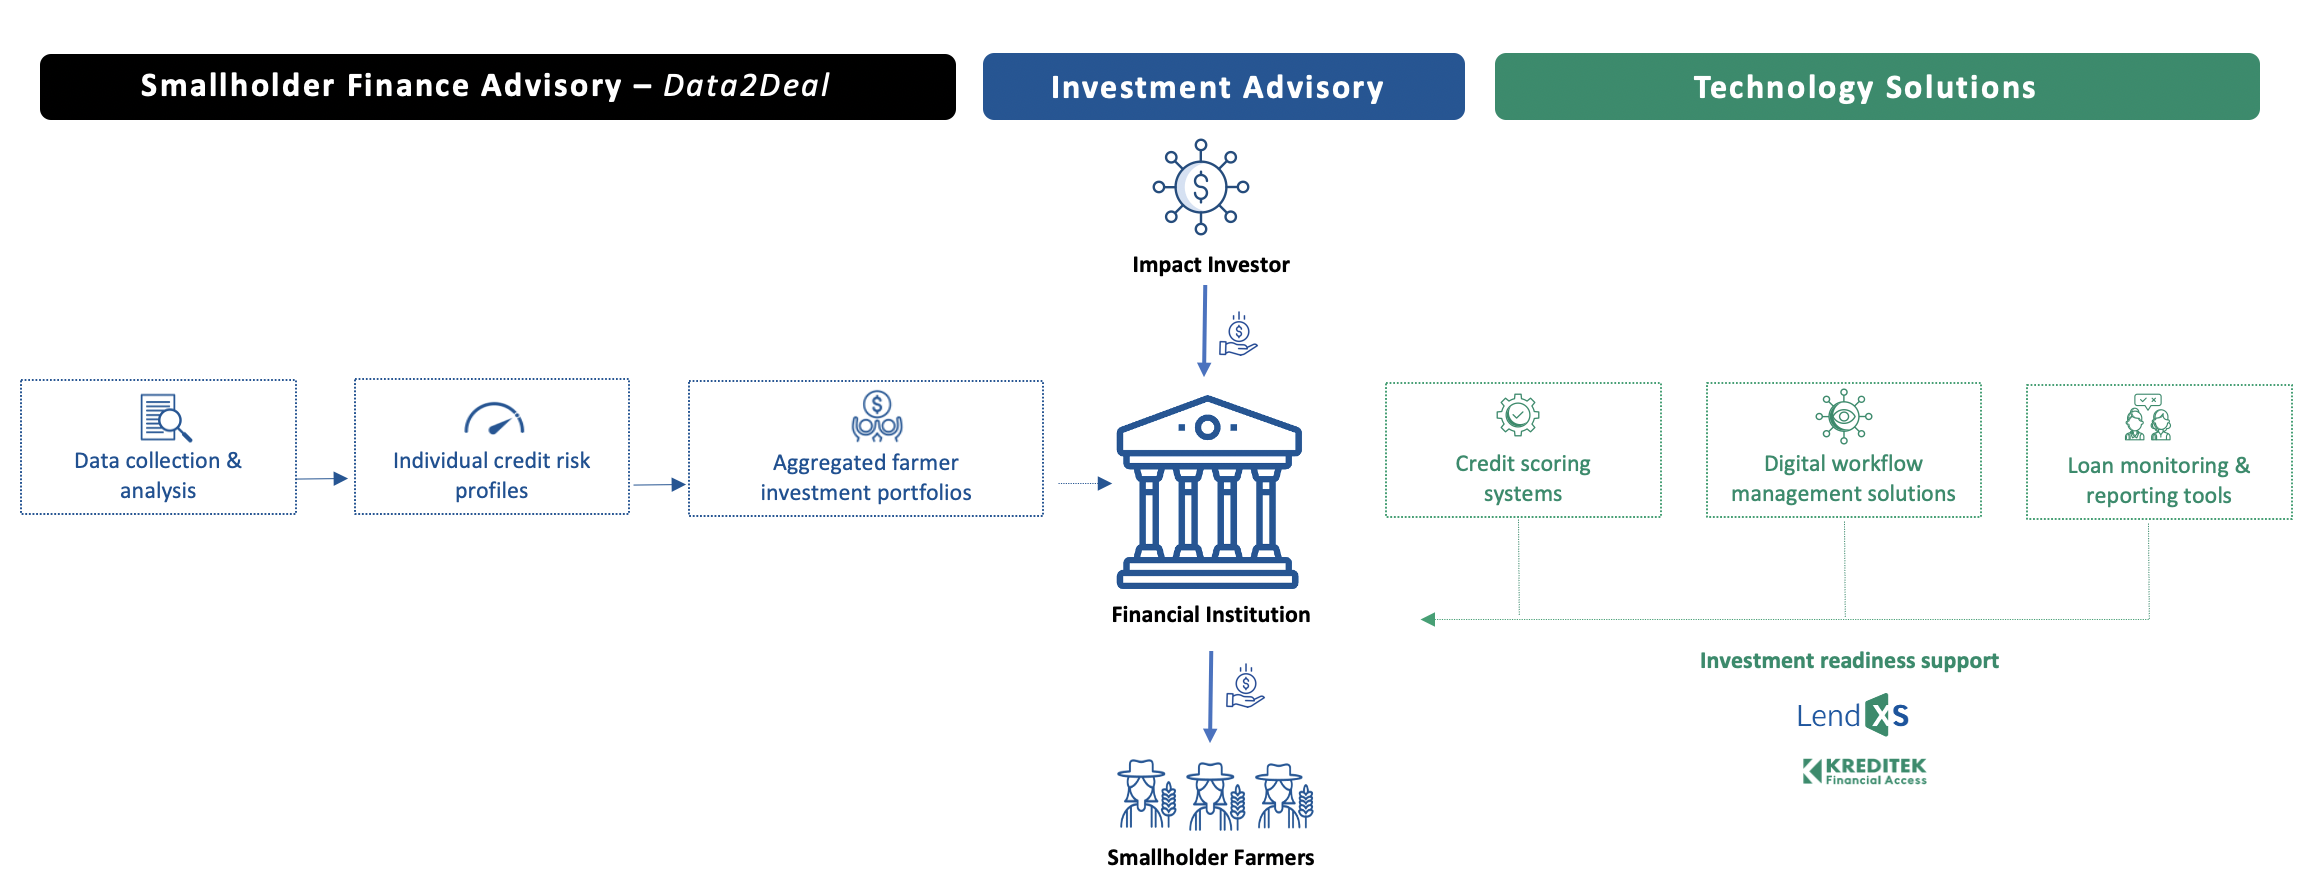 Smallholder Finance Advisory – Data2Deal
Investment Advisory
Technology Solutions
Impact Investor
Data collection &
analysis
Individual credit risk
profiles
Aggregated farmer
investment portfolios
Financial Institution
Smallholder Farmers
Credit scoring
systems
Digital workflow
management solutions
Loan monitoring &
reporting tools
Investment readiness support
LendXS
KREDITEK
Financial Access